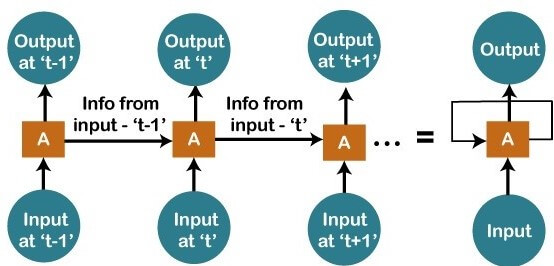 Output
at 't-1'
Output
at 't'
Output
at 't+1'
Output
Info from
input - 't-1'
Info from
input - 't'
A
A
A
... =
A
Input
at 't-1'
Input
at 't'
Input
at 't+1'
Input